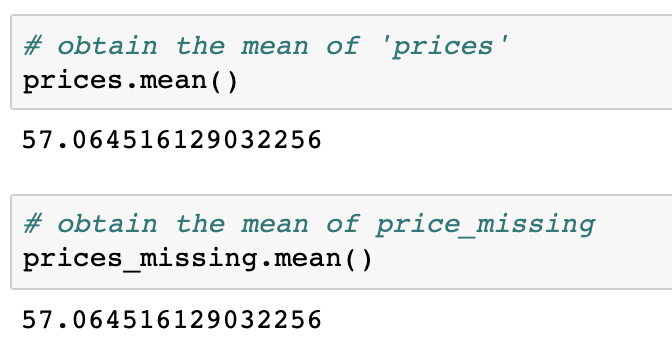 # obtain the mean of 'prices'
prices.mean()
57.064516129032256
# obtain the mean of price_missing
prices_missing.mean()
57.064516129032256